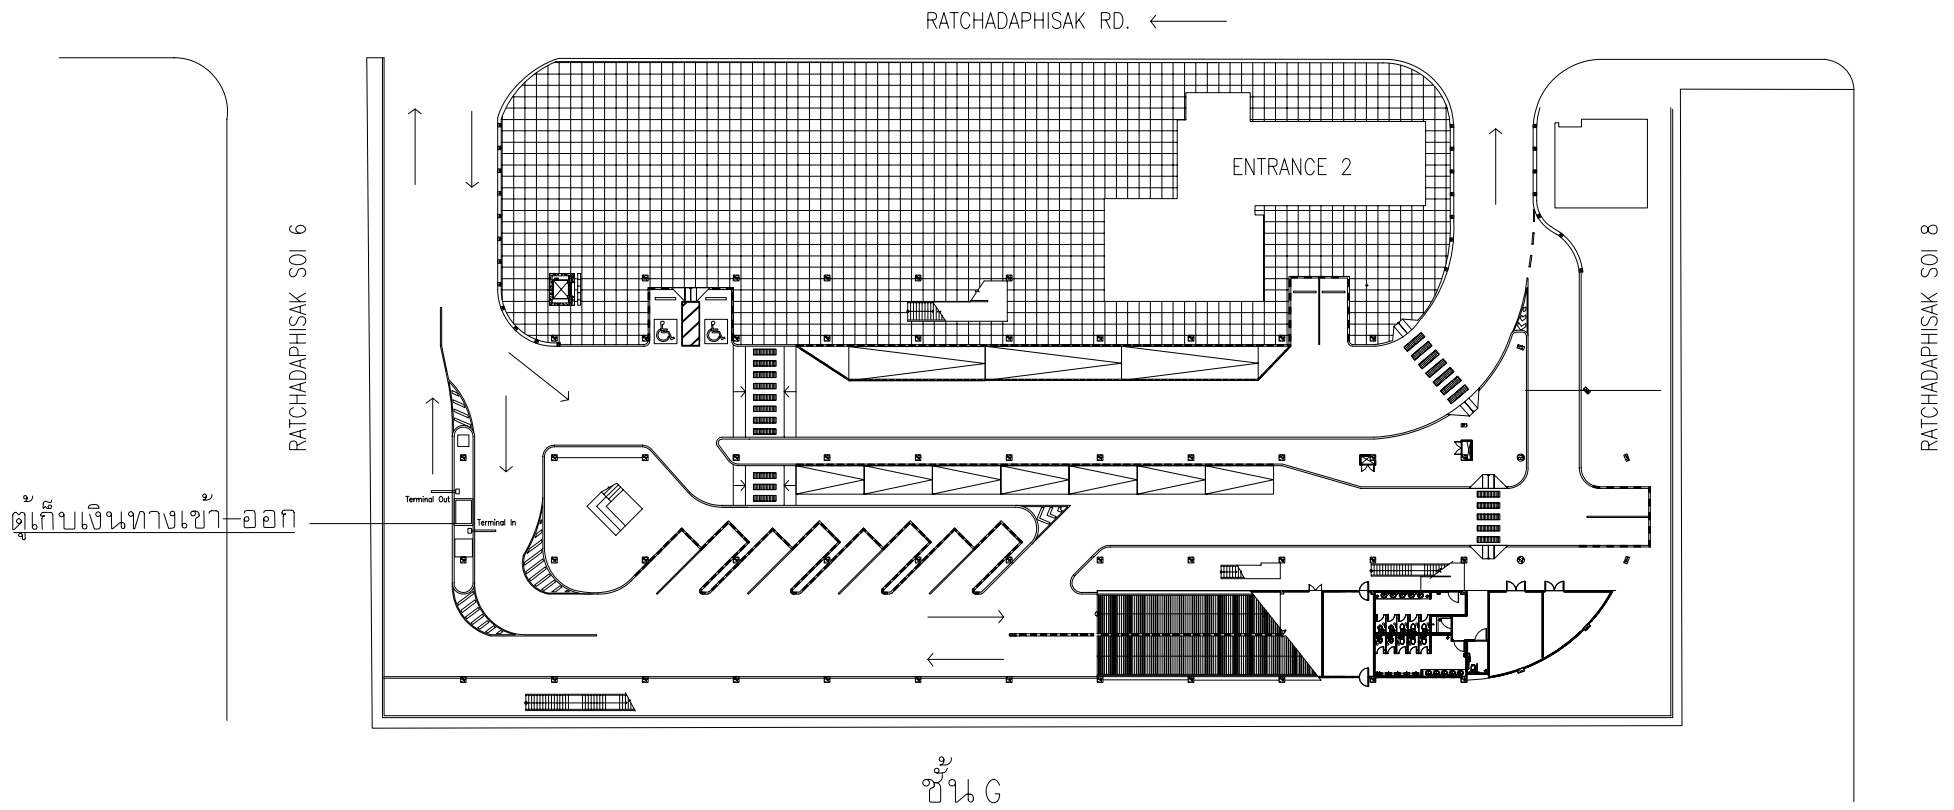 RATCHADAPHISAK RD.
ENTRANCE 2
RATCHADAPHISAK SOI 6
RATCHADAPHISAK SOI 8
Terminal Out
ตู้เก็บเงินทางเข้า-ออก
Terminal In
ชั้น G